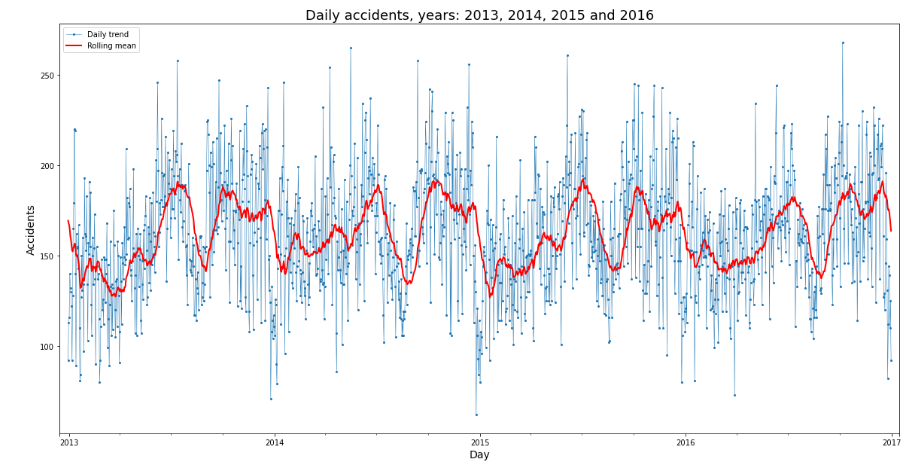 Daily accidents, years: 2013, 2014, 2015 and 2016
Daily trend
Rolling mean
250
200
150
100
Accidents
2013
2014
2015
2016
2017
Day